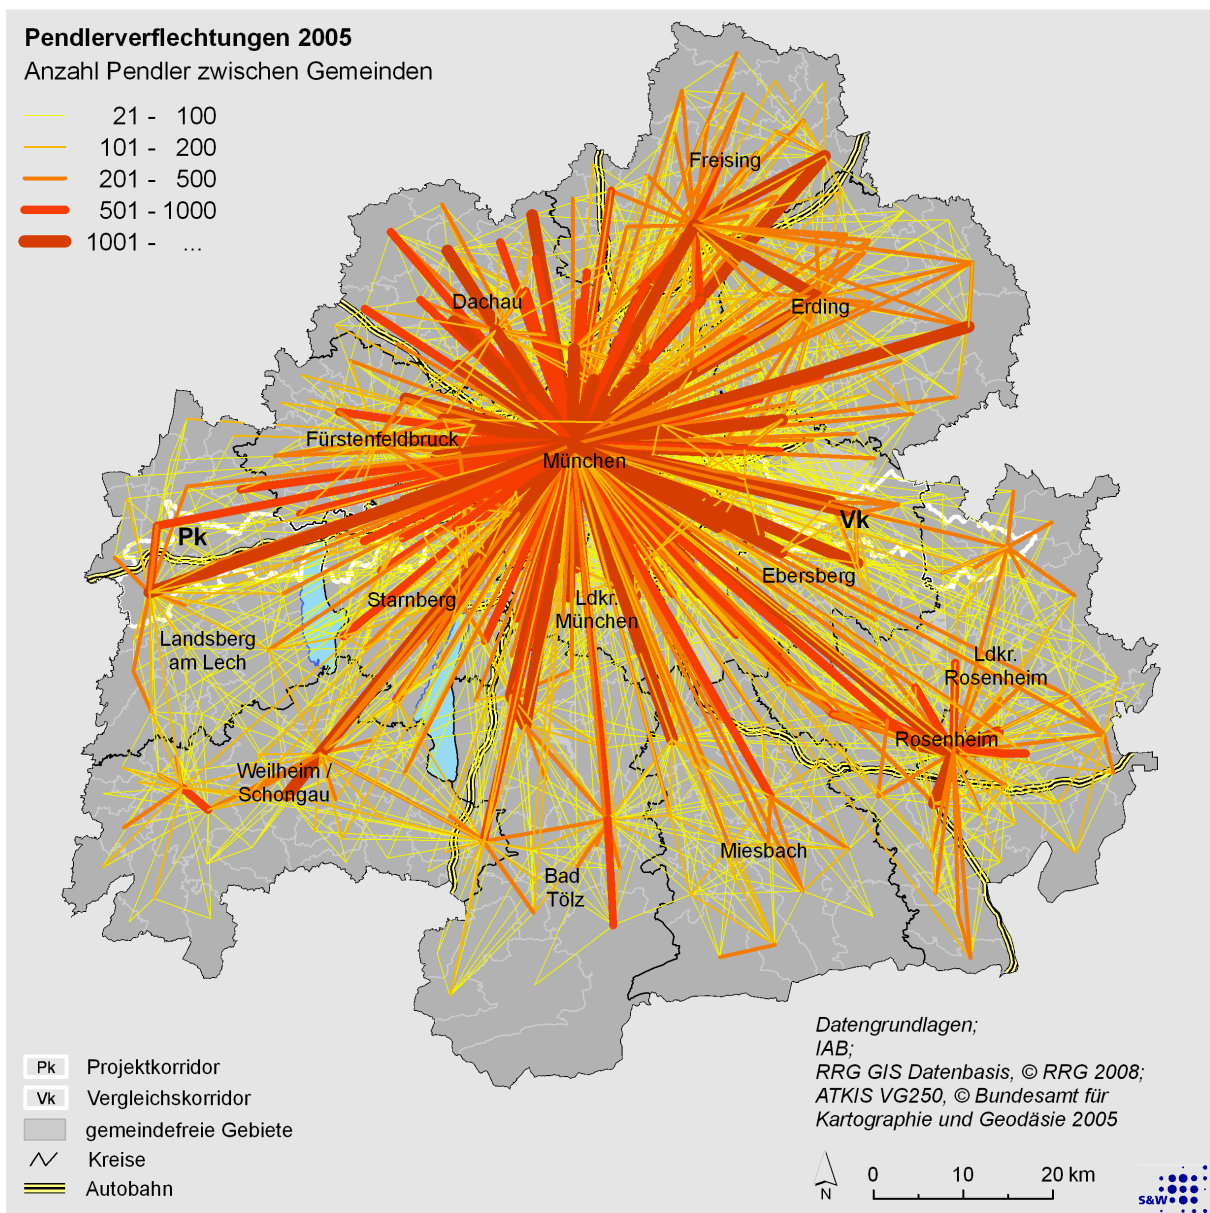 Pendlerverflechtungen 2005
Anzahl Pendler zwischen Gemeinden
21 - 100
101 - 200
201 - 500
501 - 1000
1001 - ...
Freising
Dachau
Erding
Fürstenfeldbruck
München
Pk
Vk
Ebersberg
Starnberg
Ldkr.
München
Landsberg
am Lech
Ldkr.
Rosenheim
Rosenheim
Weilheim /
Schongau
Miesbach
Bad
Tölz
Pk Projektkorridor
Vk Vergleichskorridor
gemeindefreie Gebiete
Kreise
Autobahn
Datengrundlagen;
IAB;
RRG GIS Datenbasis, © RRG 2008;
ATKIS VG250, © Bundesamt für
Kartographie und Geodäsie 2005
N
0 10 20 km
S&W